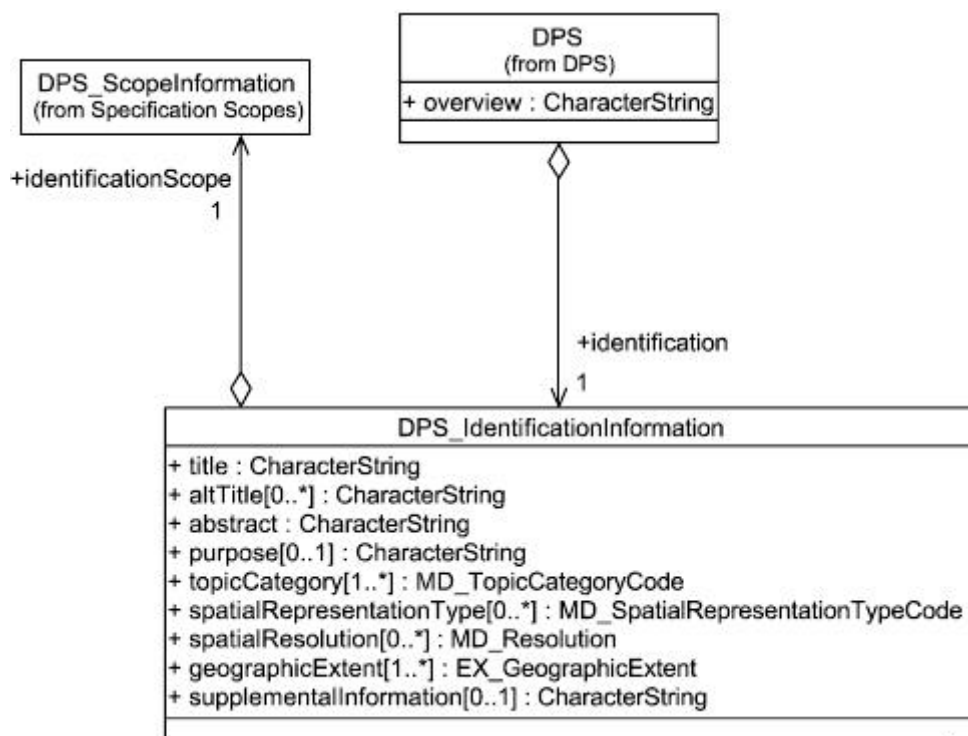 DPS
(from DPS)
+ overview : CharacterString
DPS_ScopeInformation
(from Specification Scopes)
+identificationScope
1
+identification
1
DPS_IdentificationInformation
+ title : CharacterString
+ altTitle[0..*] : CharacterString
+ abstract : CharacterString
+ purpose[0..1] : CharacterString
+ topicCategory[1..*] : MD_TopicCategoryCode
+ spatialRepresentationType[0..*] : MD_SpatialRepresentationTypeCode
+ spatialResolution[0..*] : MD_Resolution
+ geographicExtent[1..*] : EX_GeographicExtent
+ supplementalInformation[0..1] : CharacterString